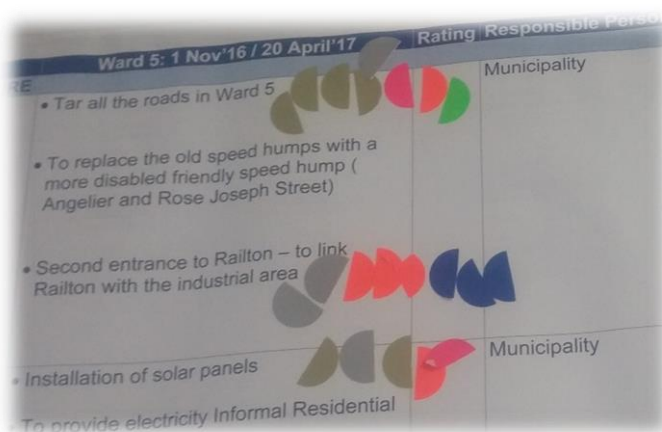 Ward 5: 1 Nov'16 / 20 April'17 Rating Responsible
RE
• Tar all the roads in Ward 5 Municipality
• To replace the old speed humps with a
more disabled friendly speed hump (
Angelier and Rose Joseph Street)
• Second entrance to Railton – to link
Railton with the industrial area
• Installation of solar panels Municipality
• To provide electricity Informal Residential